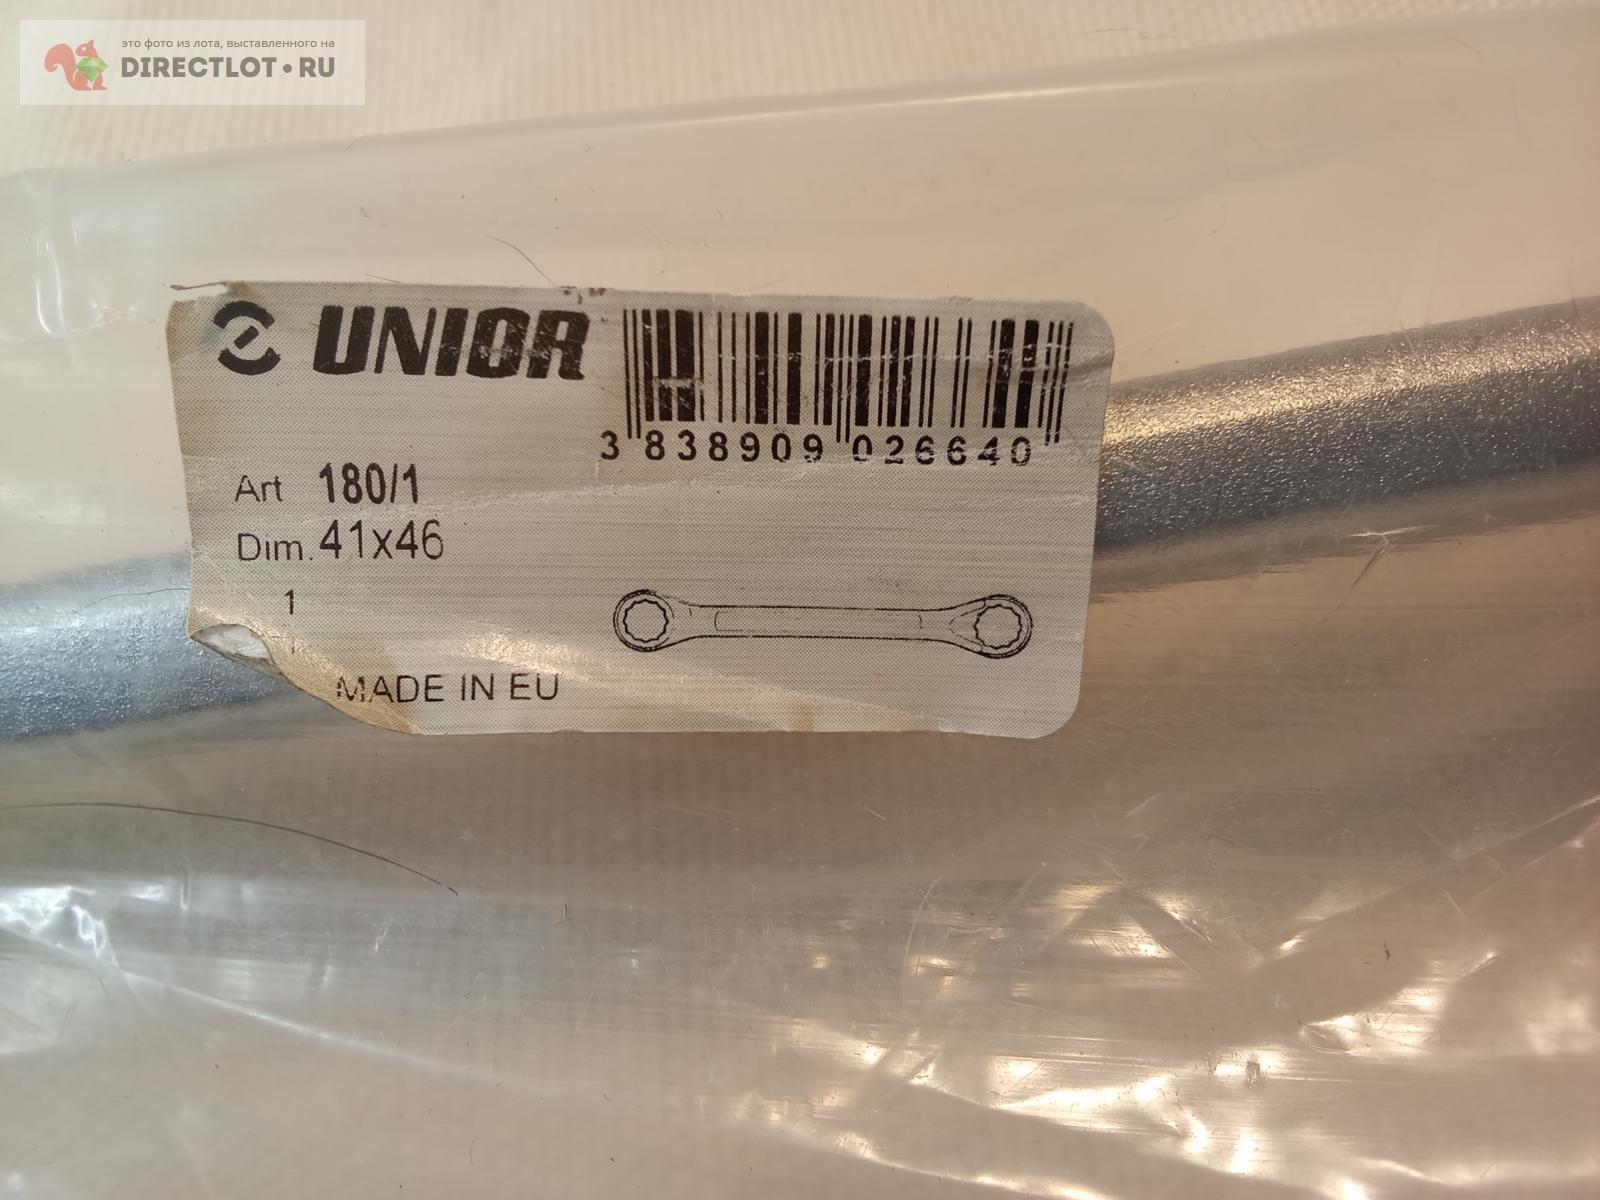 это фото из лота, выставленного на
DIRECTLOT•RU
UNIOR
3 838909 026640
Art 180/1
Dim. 41x46
1
MADE IN EU